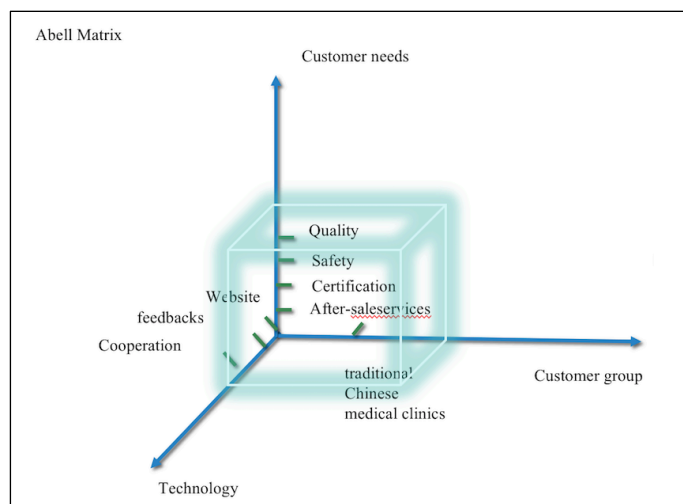 Abell Matrix
Customer needs
Quality
Safety
Certification
After-saleservices
Website
feedbacks
Cooperation
traditional
Chinese
medical clinics
Customer group
Technology